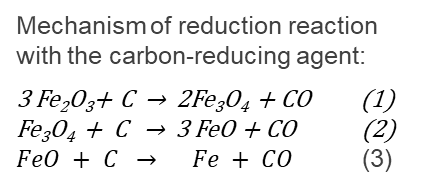 Mechanism of reduction reaction
with the carbon-reducing agent:
3 Fe₂O₃+ C → 2Fe₃O₄ + CO (1)
Fe₃O₄ + C → 3 FeO + CO (2)
FeO + C → Fe + CO (3)